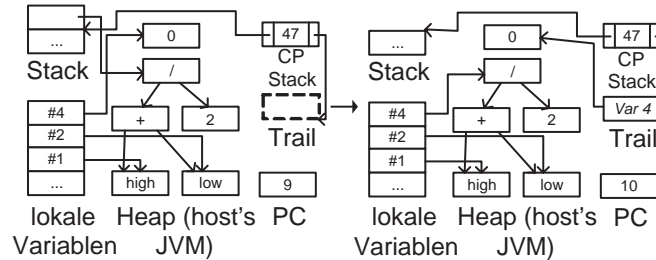 ...
Stack
0
/
+
2
high
low
#4
#2
#1
...
lokale
Variablen
Heap (host's
JVM)
47
CP
Stack
Trail
9
PC
...
Stack
0
/
+
2
high
low
#4
#2
#1
...
lokale
Variablen
Heap (host's
JVM)
47
CP
Stack
Var 4
Trail
10
PC